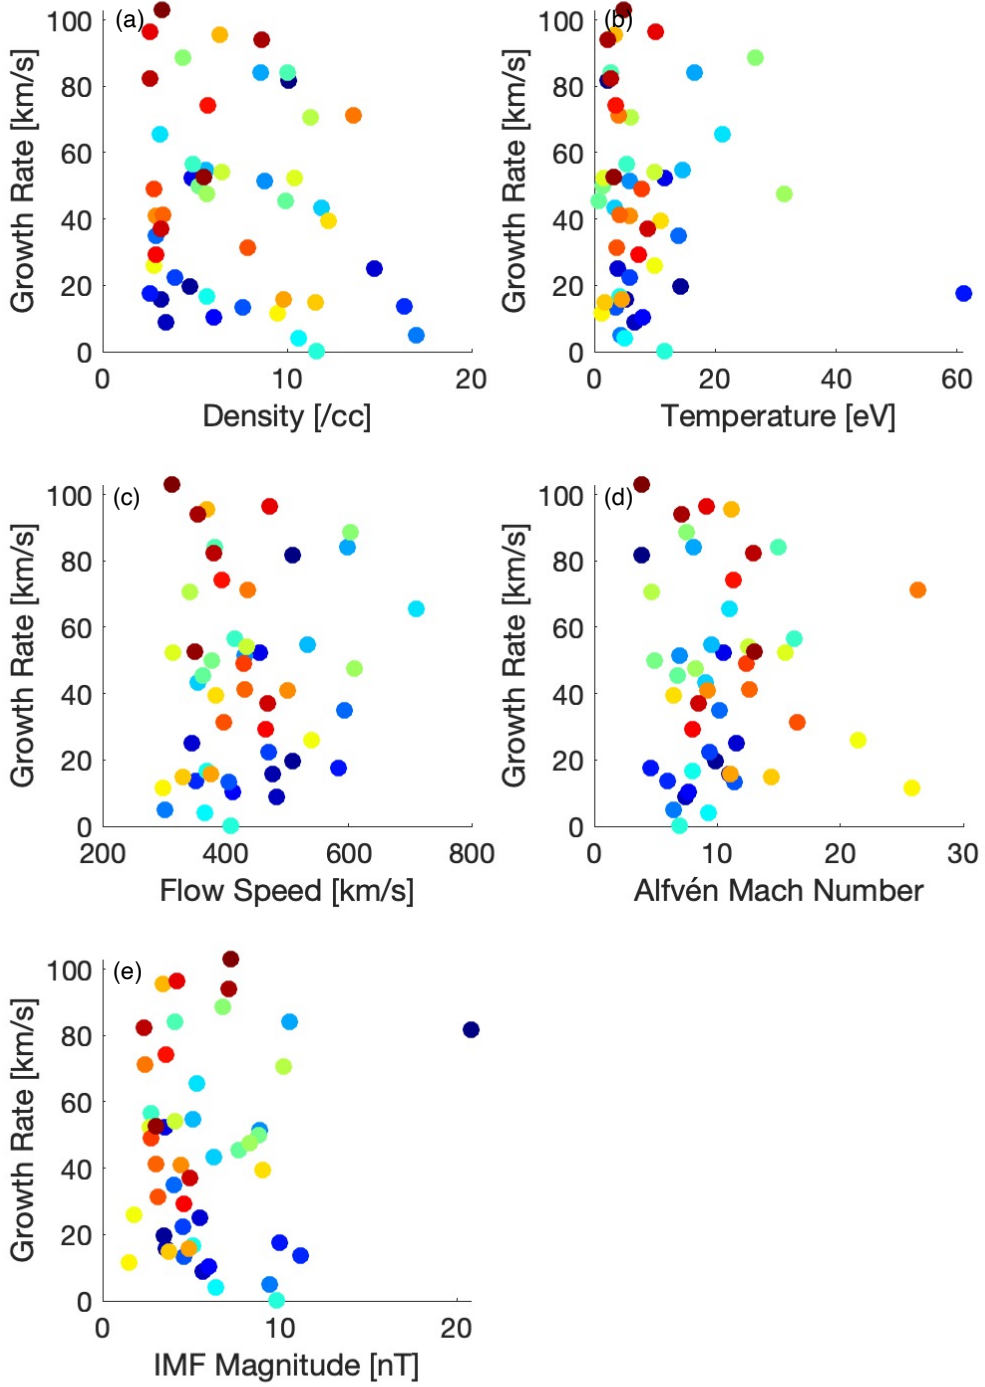 (a)
100
80
60
40
20
0
Growth Rate [km/s]
0 10 20
Density [/cc]
(b)
100
80
60
40
20
0
Growth Rate [km/s]
0 20 40 60
Temperature [eV]
(c)
100
80
60
40
20
0
Growth Rate [km/s]
200 400 600 800
Flow Speed [km/s]
(d)
100
80
60
40
20
0
Growth Rate [km/s]
0 10 20 30
Alfvén Mach Number
(e)
100
80
60
40
20
0
Growth Rate [km/s]
0 10 20
IMF Magnitude [nT]